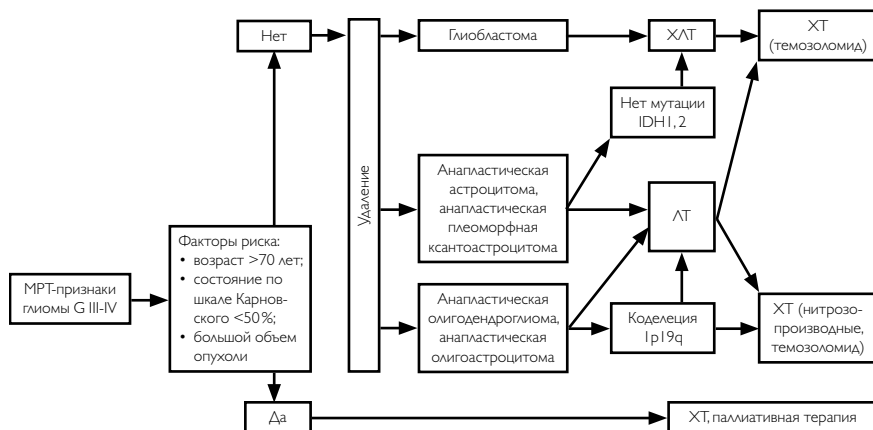 МРТ-признаки
глиомы G III-IV
Факторы риска:
• возраст >70 лет;
• состояние по
шкале Карнов-
ского <50%;
• большой объем
опухоли
Нет
Да
Удаление
Глиобластома
ХЛТ
ХТ
(темозоломид)
Нет мутации
IDH1, 2
Анапластическая
астроцитома,
анапластическая
плеоморфная
ксантоастроцитома
ЛТ
Анапластическая
олигодендроглиома,
анапластическая
олигоастроцитома
Коделеция
1p19q
ХТ (нитрозо-
производные,
темозоломид)
ХТ, паллиативная терапия